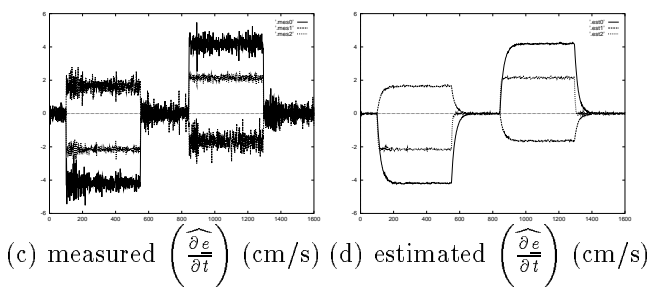 '.mes0'
'.mes1'
'.mes2'
6
4
2
0
-2
-4
-6
0 200 400 600 800 1000 1200 1400 1600
'.est0'
'.est1'
'.est2'
6
4
2
0
-2
-4
-6
0 200 400 600 800 1000 1200 1400 1600
(c) measured (∂e/∂t) (cm/s) (d) estimated (∂e/∂t) (cm/s)